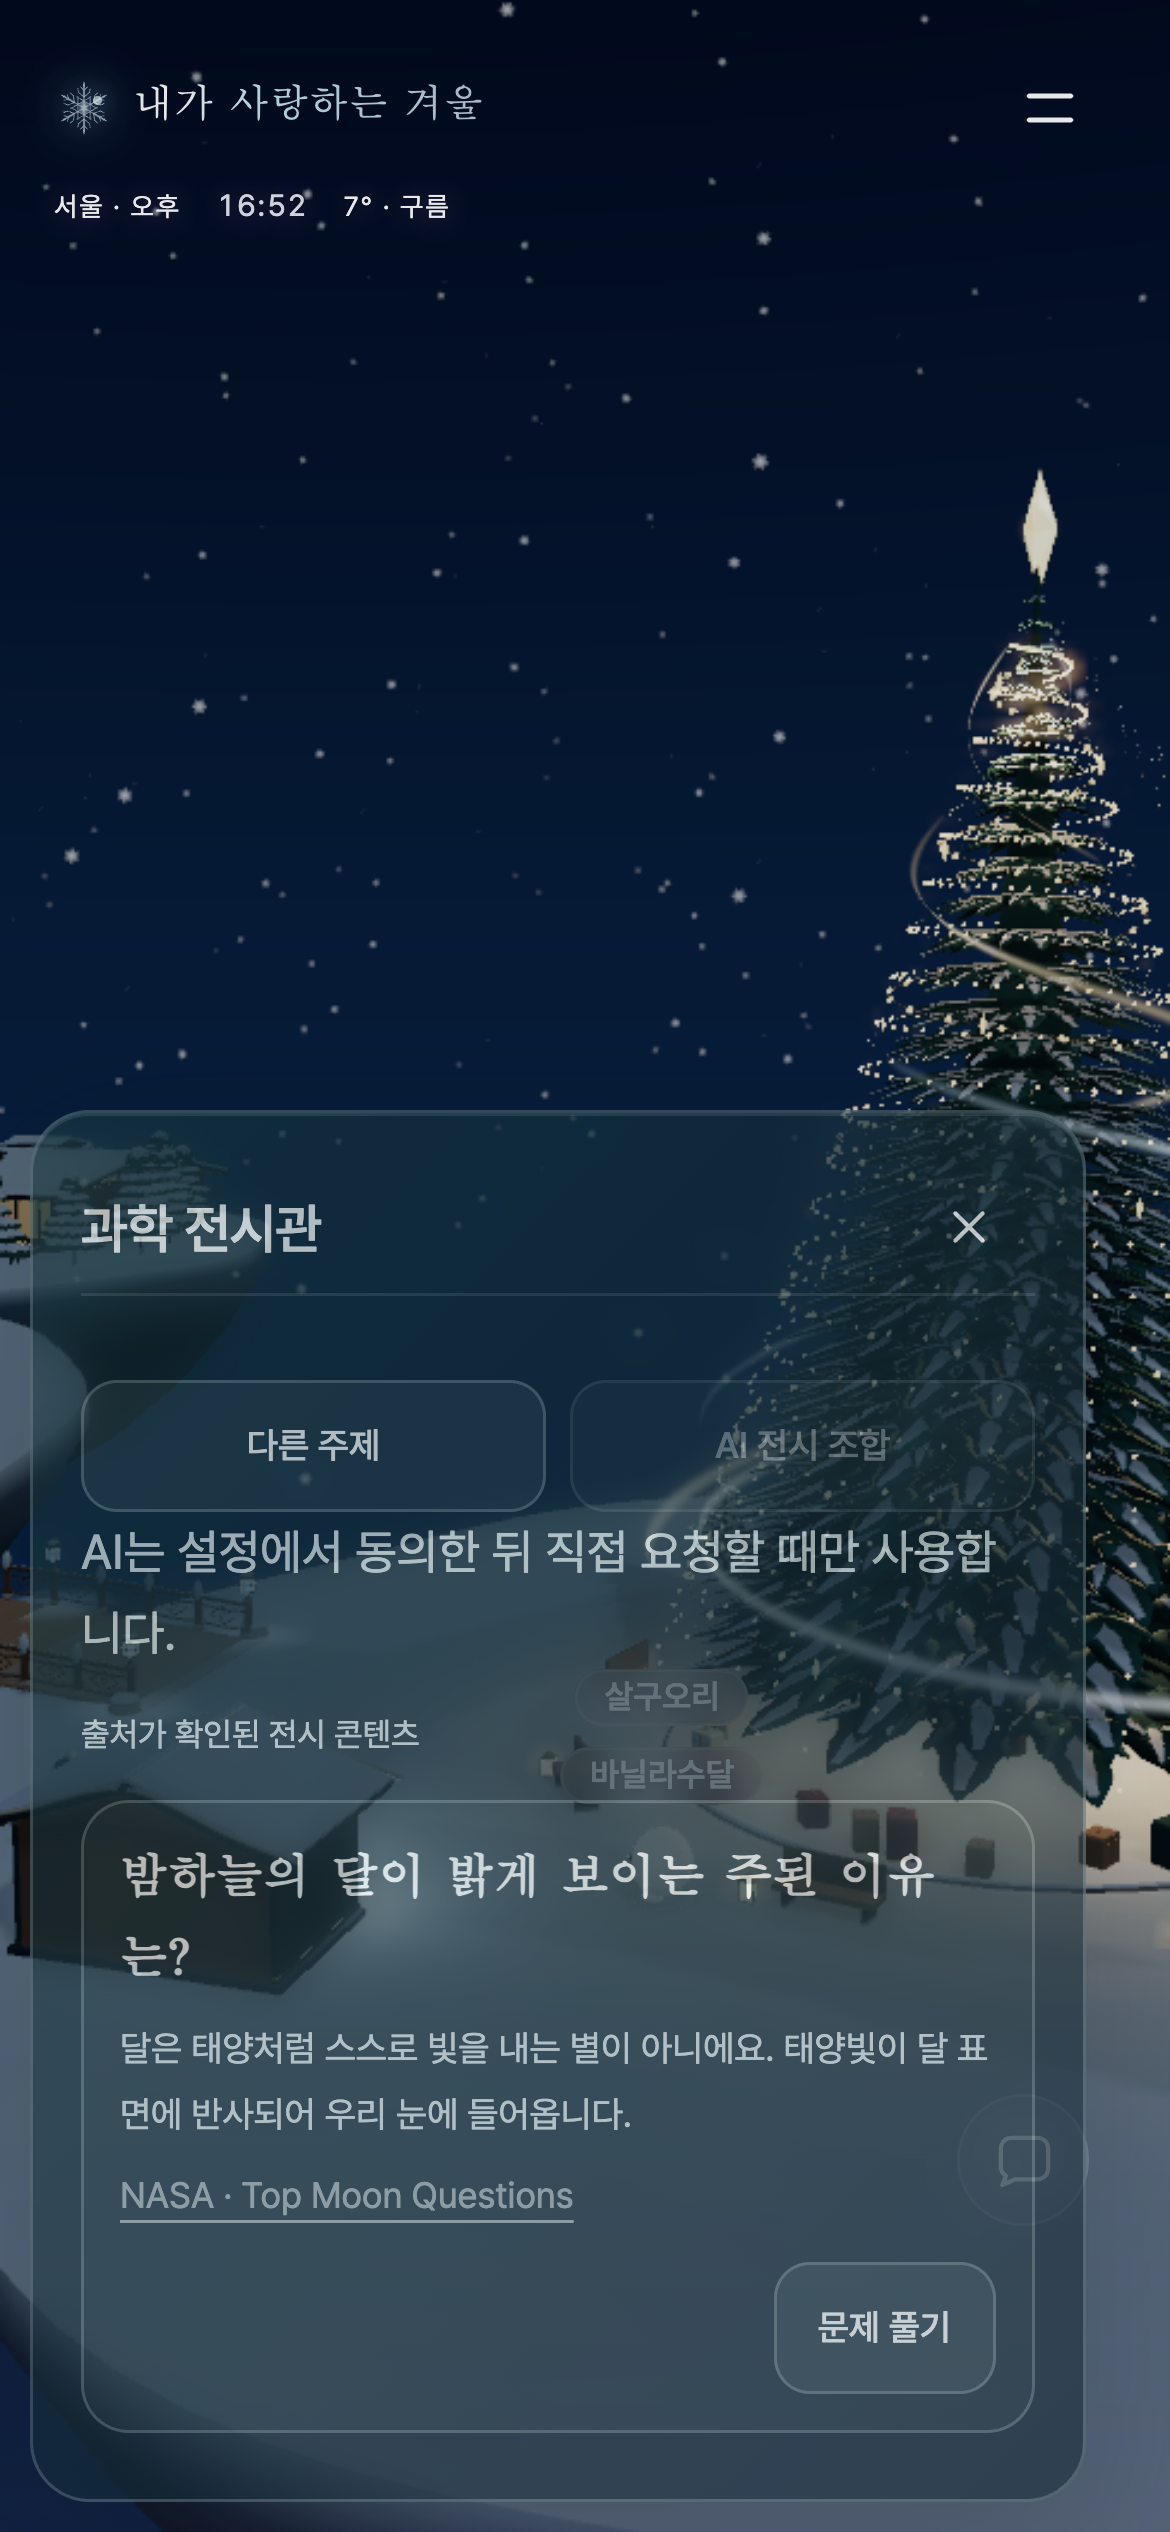 내가 사랑하는 겨울
서울 · 오후 16:52 7° · 구름
과학 전시관
다른 주제
AI 전시 조합
AI는 설정에서 동의한 뒤 직접 요청할 때만 사용합
니다.
살구오리
출처가 확인된 전시 콘텐츠
바닐라수달
밤하늘의 달이 밝게 보이는 주된 이유
는?
달은 태양처럼 스스로 빛을 내는 별이 아니에요. 태양빛이 달 표
면에 반사되어 우리 눈에 들어옵니다.
NASA · Top Moon Questions
문제 풀기